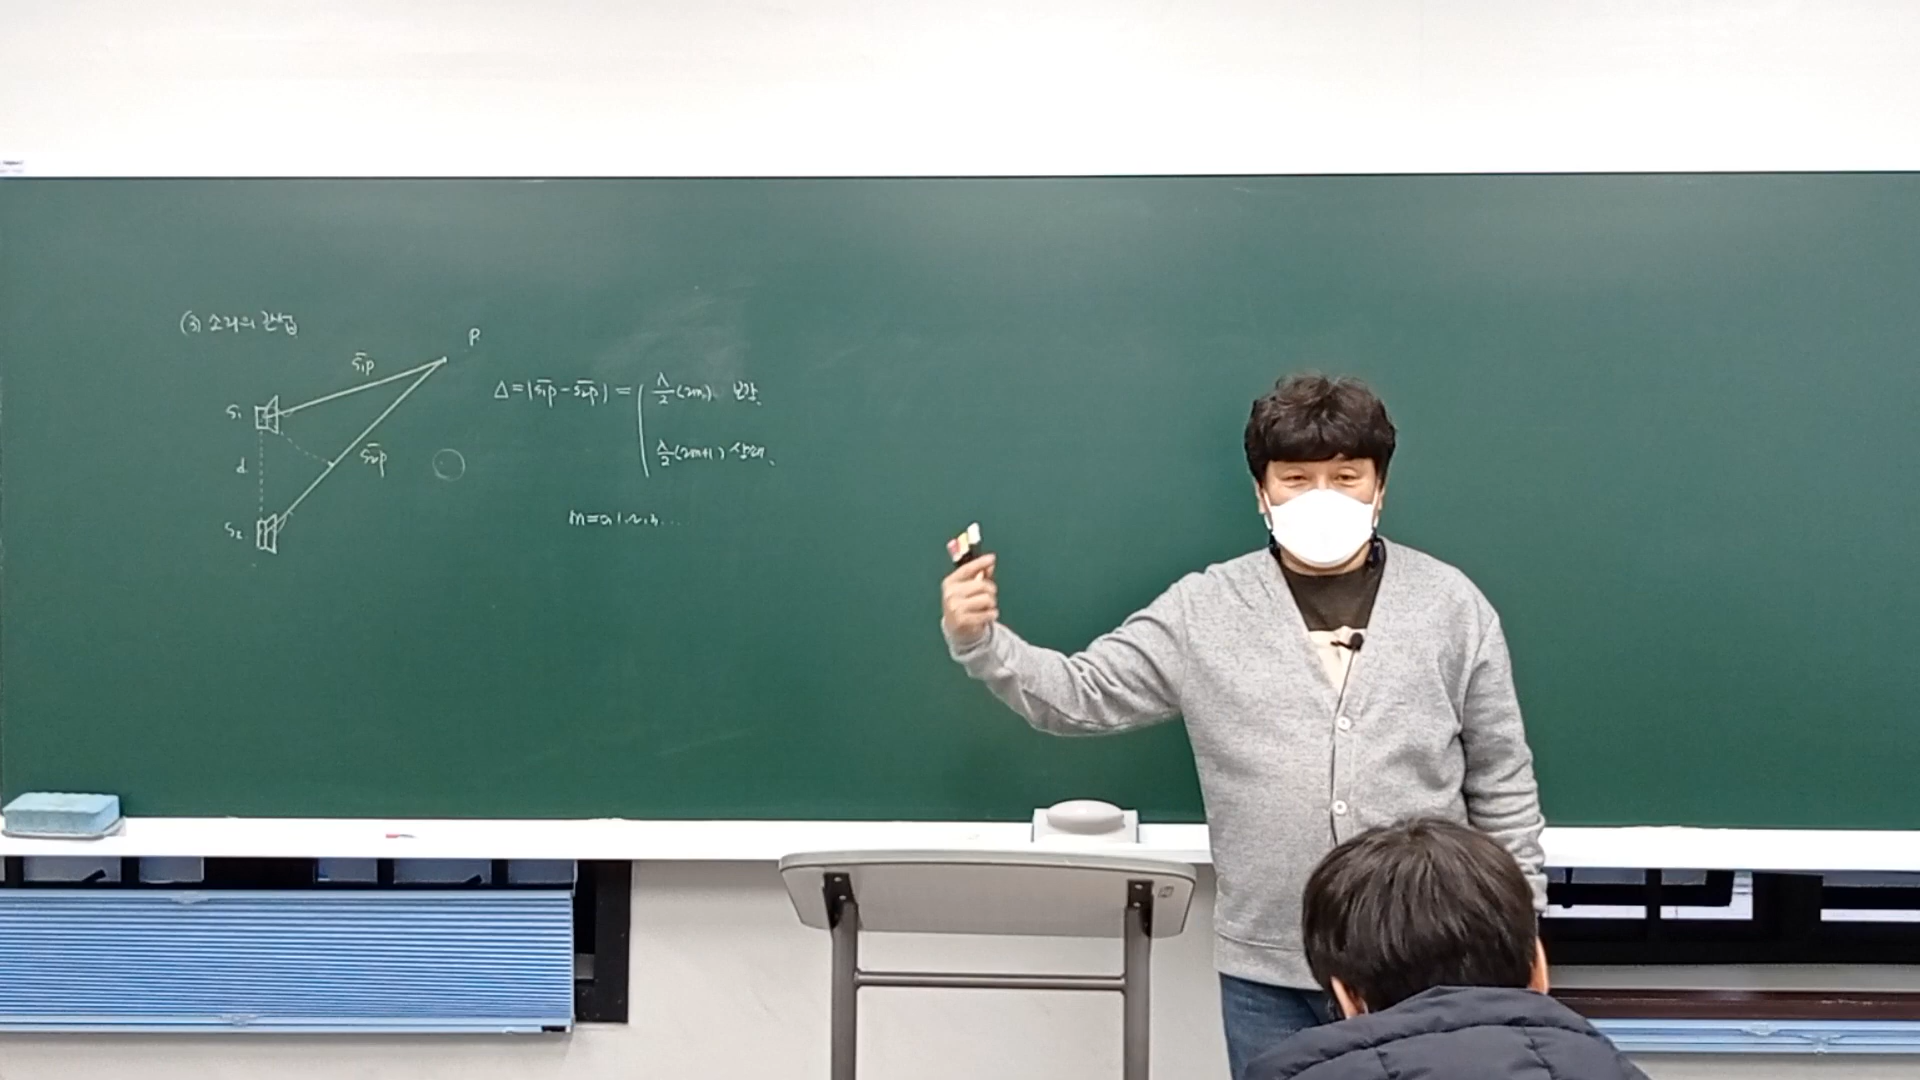 (3) 소리의 간섭
P
S₁P
S₁
Δ = |S₁P - S₂P| = λ/2 (2m) 보강.
d
S₂P
λ/2 (2m+1) 상쇄.
S₂
m = 0, 1, 2, 3, ...